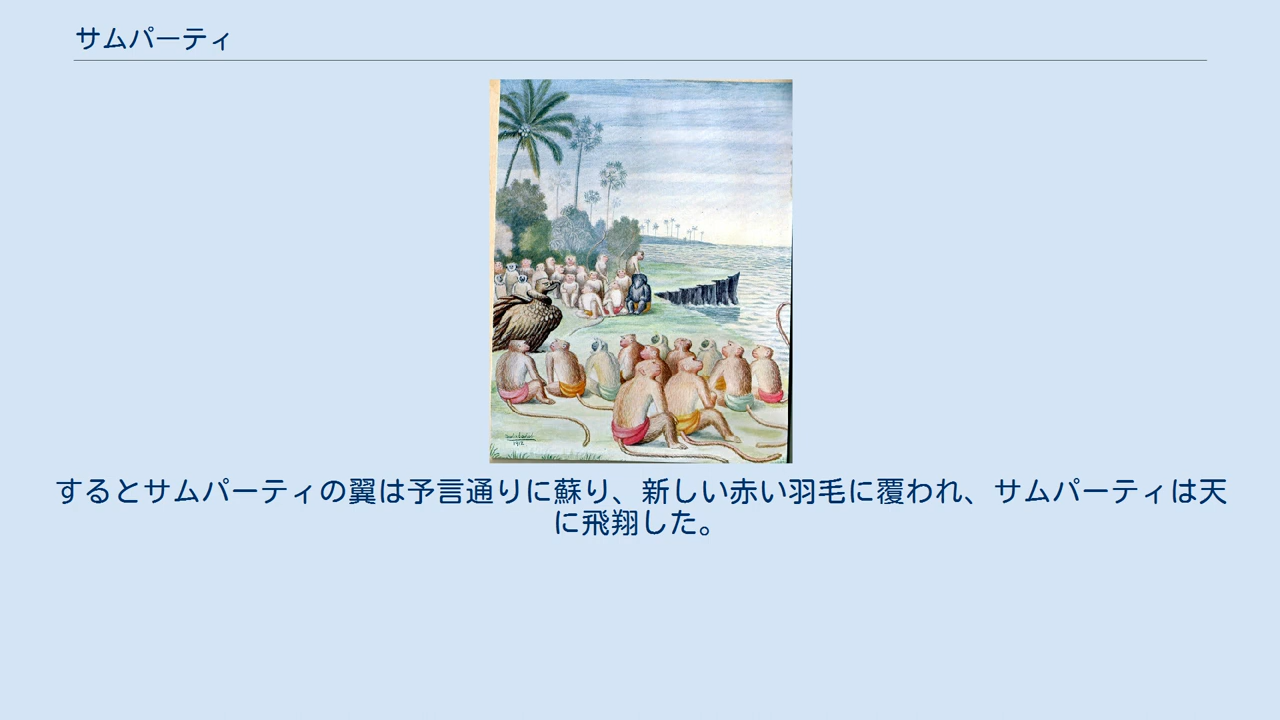 サムパーティ
1912
するとサムパーティの翼は予言通りに蘇り、新しい赤い羽毛に覆われ、サムパーティは天
に飛翔した。